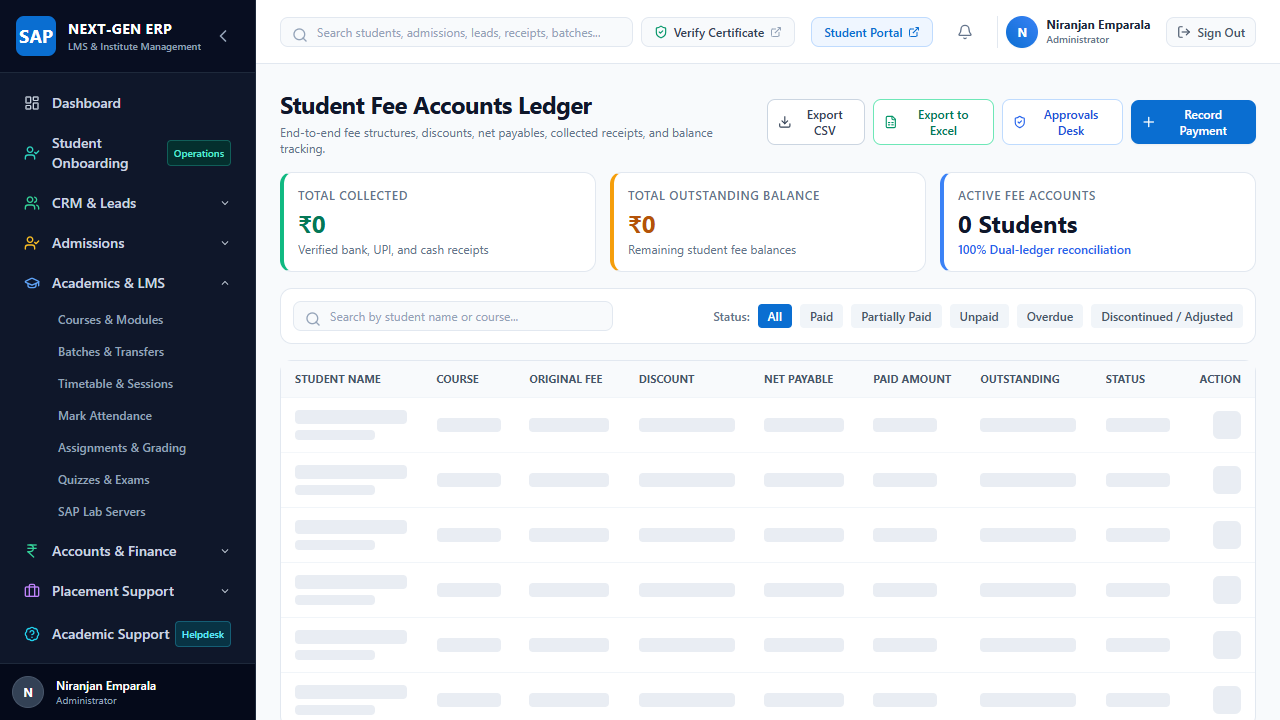 SAP
NEXT-GEN ERP
LMS & Institute Management
Dashboard
Student Onboarding
Operations
CRM & Leads
Admissions
Academics & LMS
Courses & Modules
Batches & Transfers
Timetable & Sessions
Mark Attendance
Assignments & Grading
Quizzes & Exams
SAP Lab Servers
Accounts & Finance
Placement Support
Academic Support
Helpdesk
N
Niranjan Emparala
Administrator
Search students, admissions, leads, receipts, batches...
Verify Certificate
Student Portal
N
Niranjan Emparala
Administrator
Sign Out
Student Fee Accounts Ledger
End-to-end fee structures, discounts, net payables, collected receipts, and balance
tracking.
Export
CSV
Export to
Excel
Approvals
Desk
Record
Payment
TOTAL COLLECTED
₹0
Verified bank, UPI, and cash receipts
TOTAL OUTSTANDING BALANCE
₹0
Remaining student fee balances
ACTIVE FEE ACCOUNTS
0 Students
100% Dual-ledger reconciliation
Search by student name or course...
Status: All Paid Partially Paid Unpaid Overdue Discontinued / Adjusted
STUDENT NAME COURSE ORIGINAL FEE DISCOUNT NET PAYABLE PAID AMOUNT OUTSTANDING STATUS ACTION